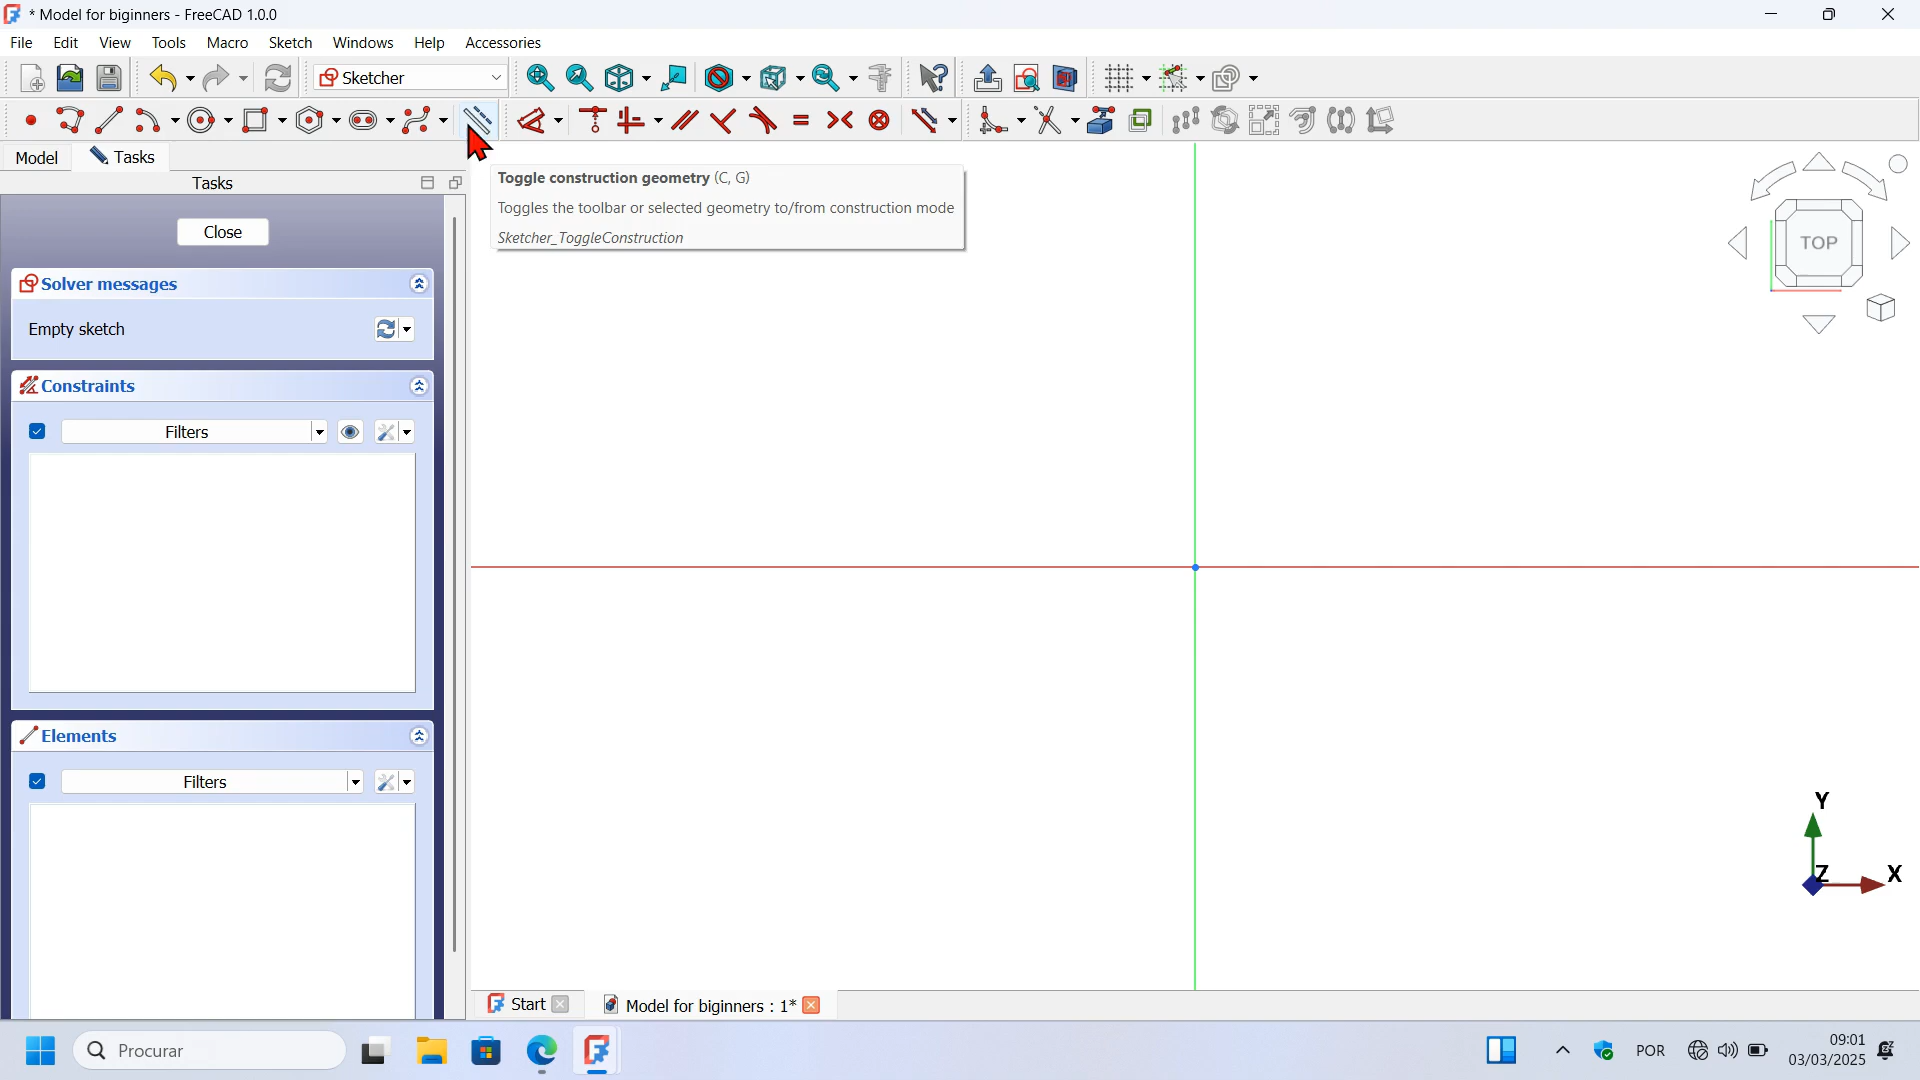 * Model for biginners - FreeCAD 1.0.0
File Edit View Tools Macro Sketch Windows Help Accessories
Sketcher
Model Tasks
Tasks
Toggle construction geometry (C, G)
Toggles the toolbar or selected geometry to/from construction mode
Sketcher_ToggleConstruction
Close
Solver messages
Empty sketch
Constraints
Filters
Elements
Filters
TOP
Y
Z
X
Start
Model for biginners : 1*
Procurar
POR
09:01
03/03/2025